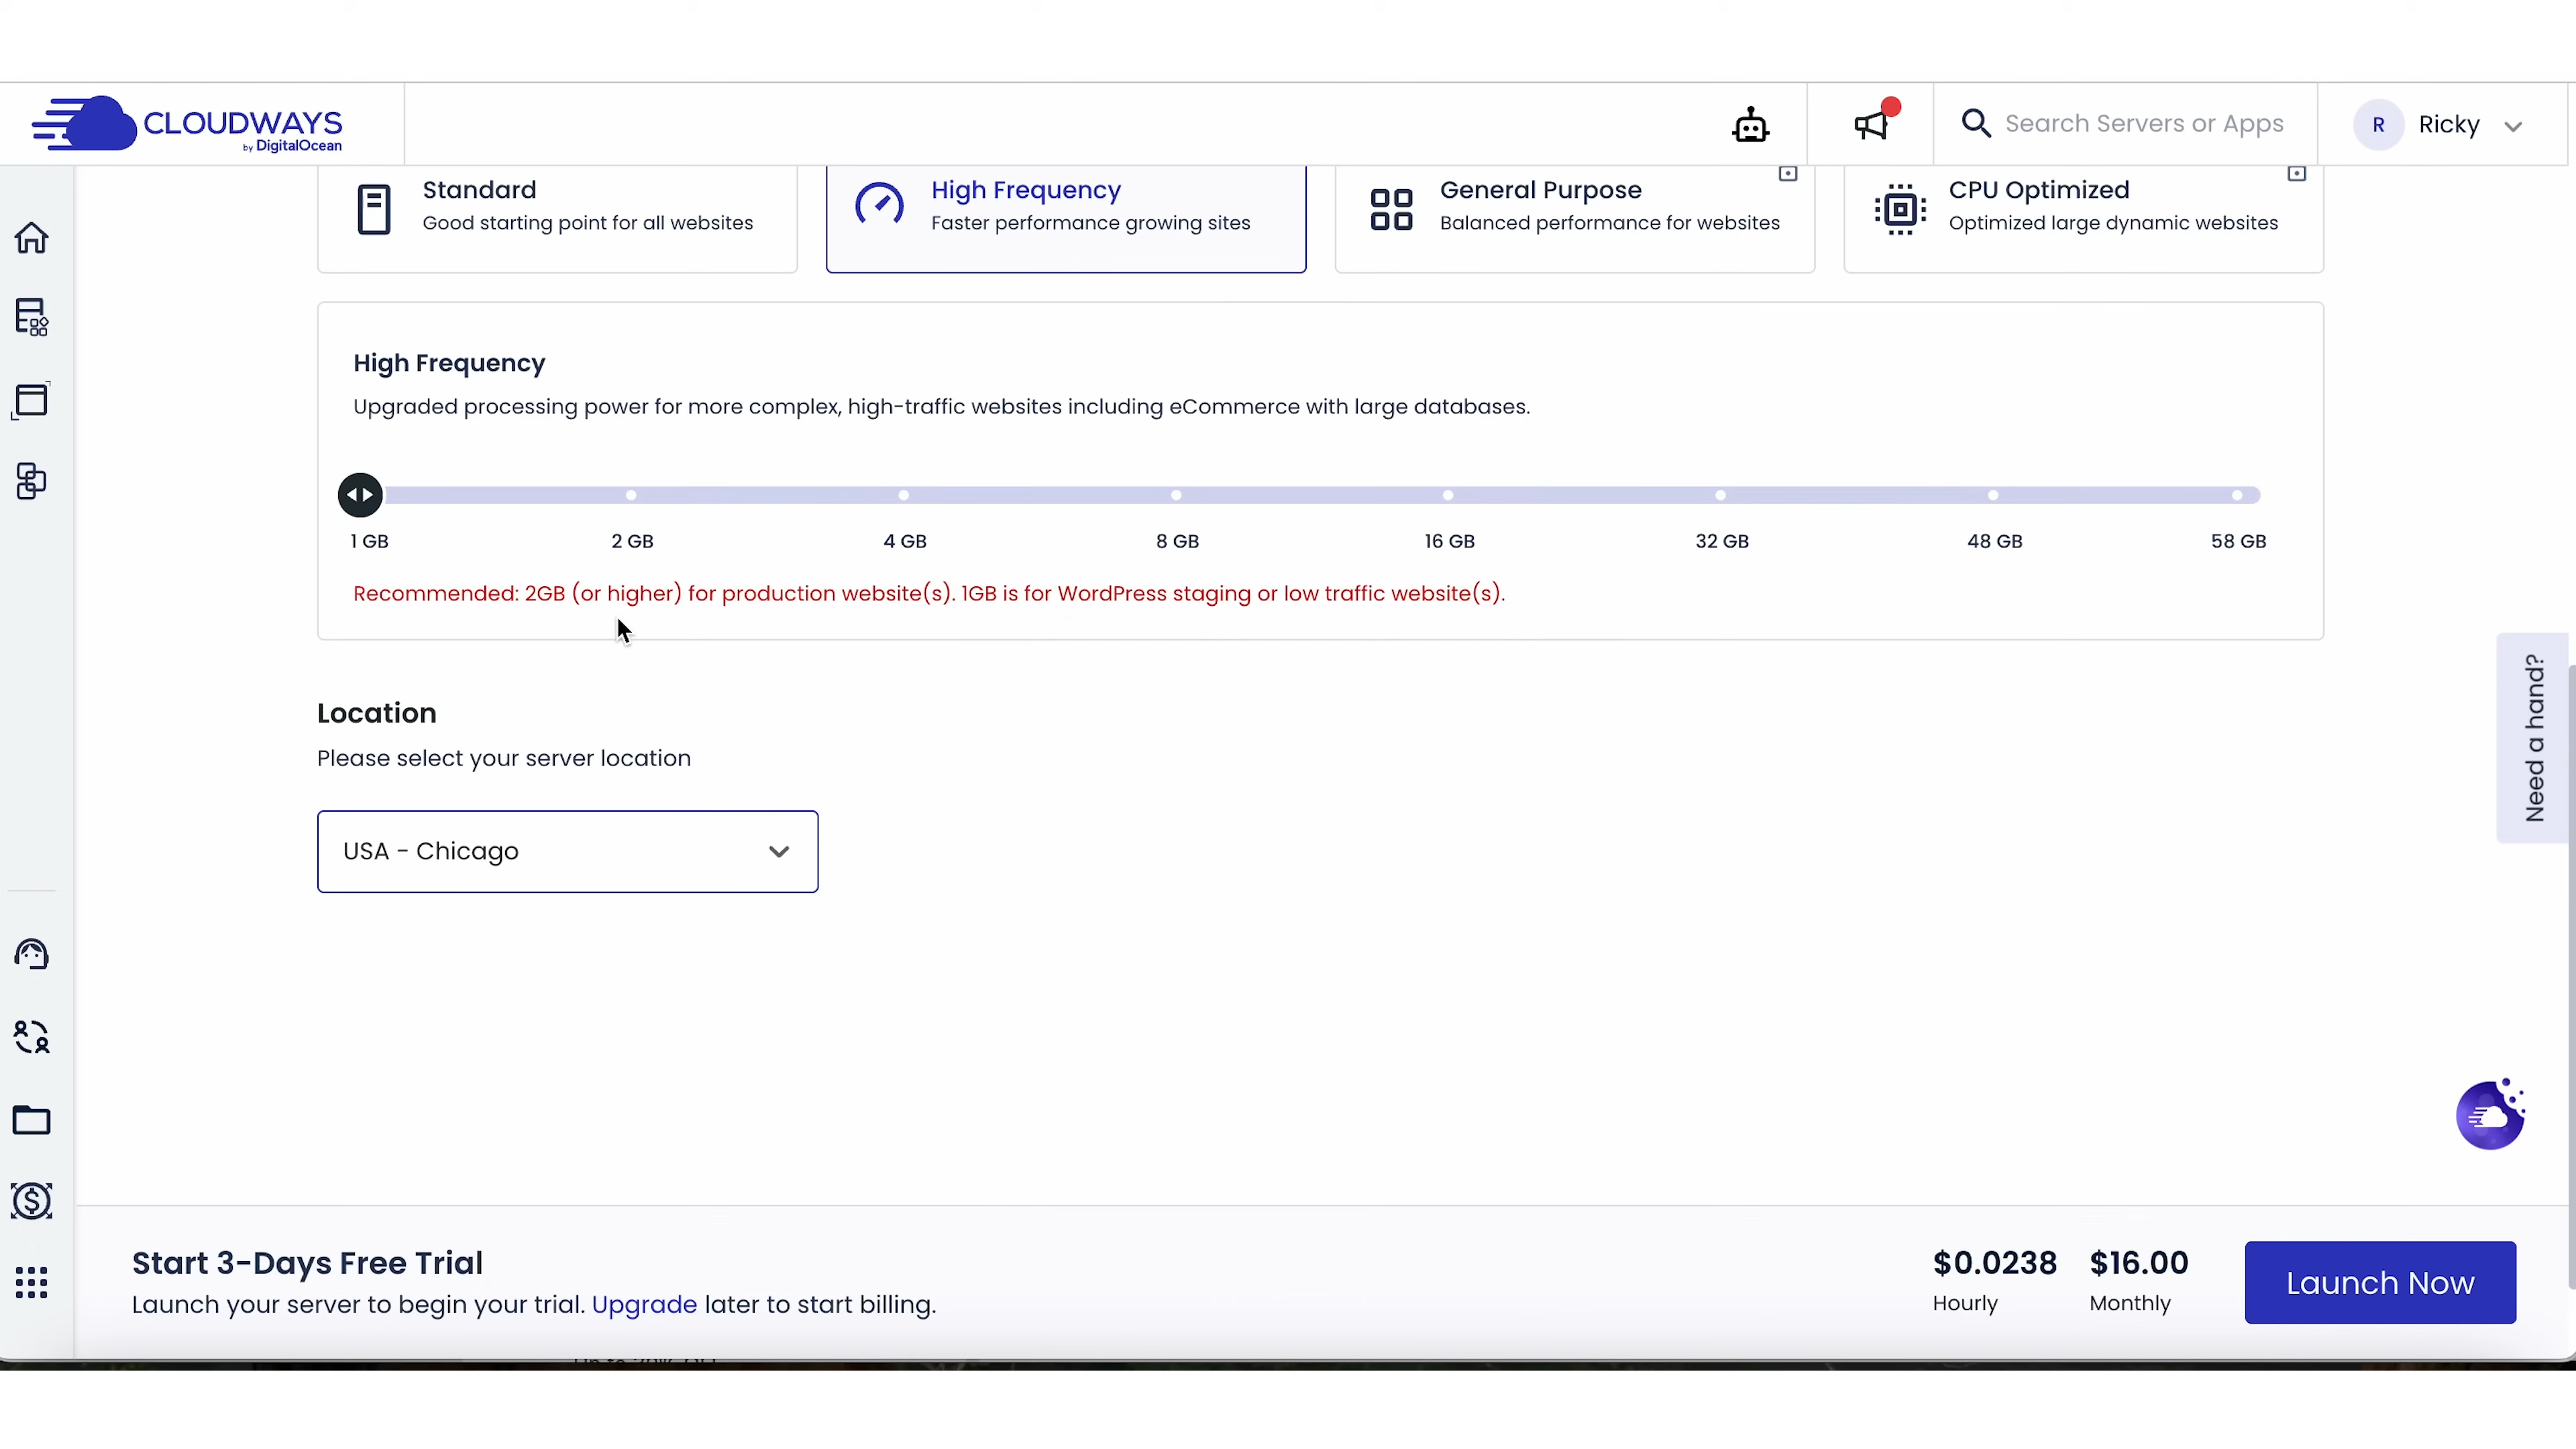 CLOUDWAYS
by DigitalOcean
Search Servers or Apps
R
Ricky
Standard
Good starting point for all websites
High Frequency
Faster performance growing sites
General Purpose
Balanced performance for websites
CPU Optimized
Optimized large dynamic websites
High Frequency
Upgraded processing power for more complex, high-traffic websites including eCommerce with large databases.
1 GB
2 GB
4 GB
8 GB
16 GB
32 GB
48 GB
58 GB
Recommended: 2GB (or higher) for production website(s). 1GB is for WordPress staging or low traffic website(s).
Need a hand?
Location
Please select your server location
USA - Chicago
Start 3-Days Free Trial
Launch your server to begin your trial. Upgrade later to start billing.
$0.0238
Hourly
$16.00
Monthly
Launch Now